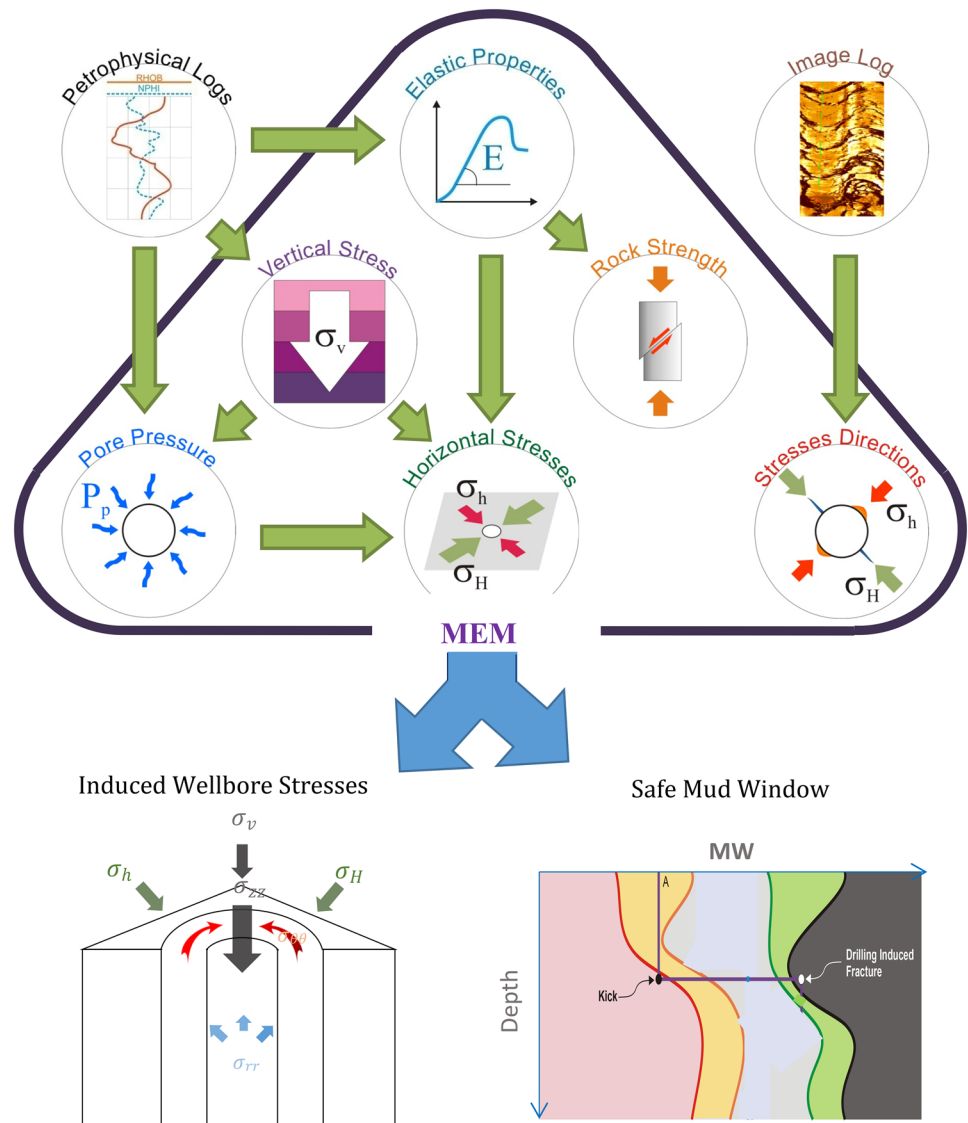 Petrophysical Logs
RHOB
NPHI
Elastic Properties
E
Image Log
Vertical Stress
σv
Rock Strength
Pore Pressure
Pp
Horizontal Stresses
σh
σH
Stresses Directions
σh
σH
MEM
Induced Wellbore Stresses
σv
σh
σH
σzz
σθθ
σrr
Safe Mud Window
MW
A
Drilling Induced
Fracture
Kick
Depth